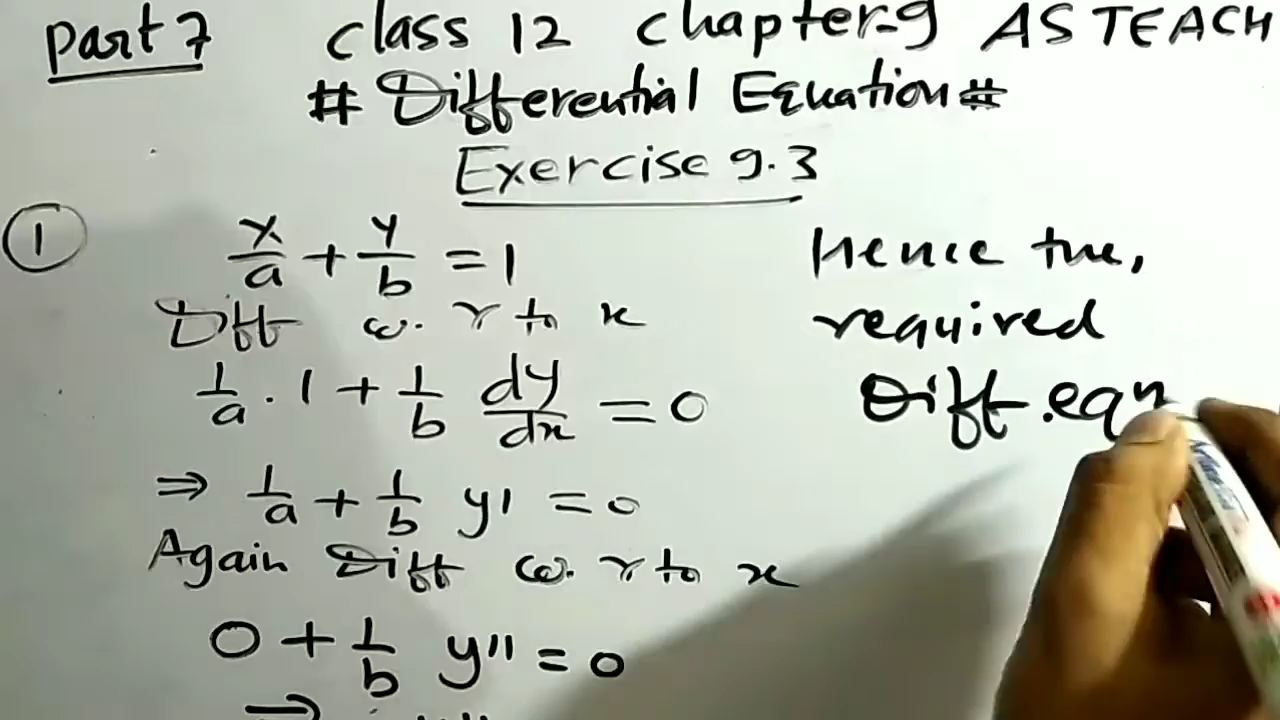 Part 7 class 12 chapter-9 AS TEACH
# Differential Equation #
Exercise 9.3
① x/a + y/b = 1
Diff w. r to x
1/a . 1 + 1/b dy/dx = 0
⇒ 1/a + 1/b y' = 0
Again Diff w. r to x
0 + 1/b y'' = 0
⇒
Hence the,
required
Diff.eqn